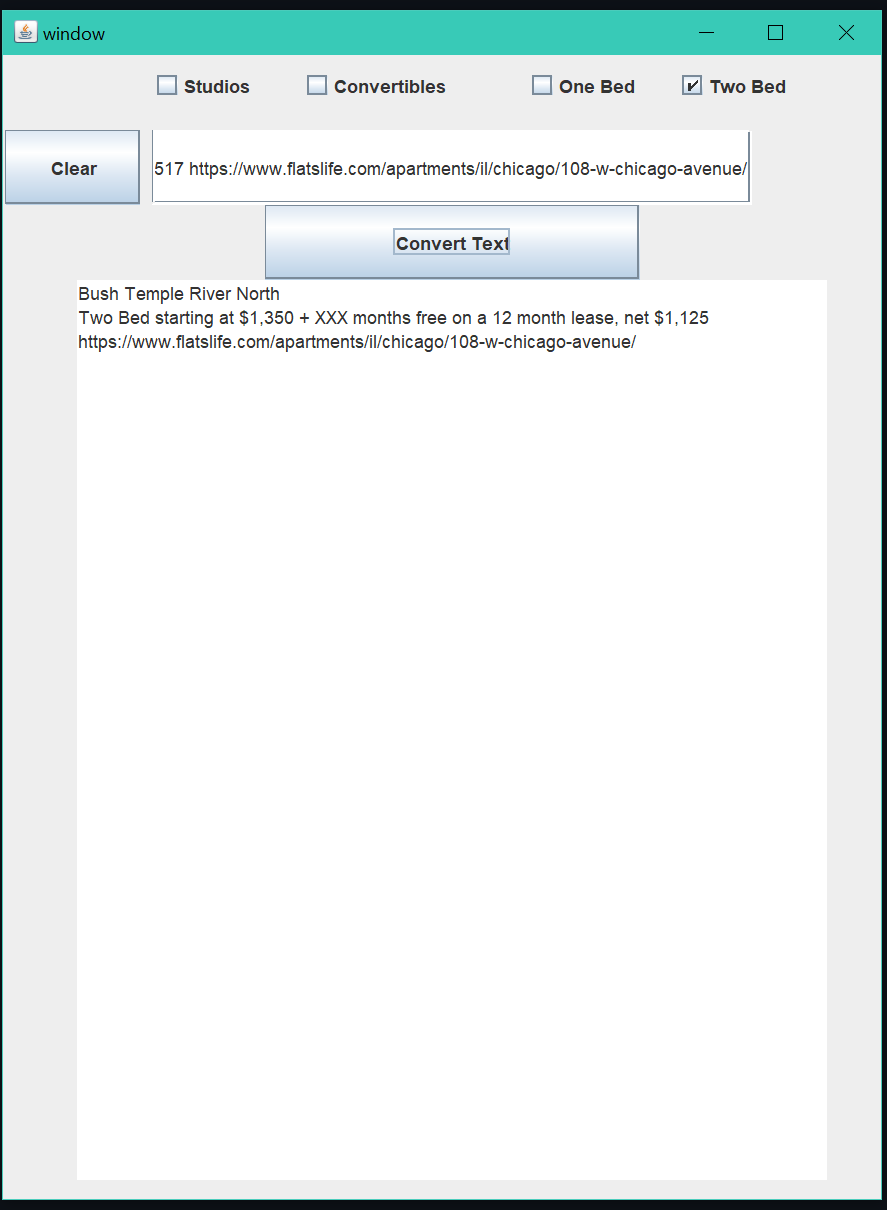 window
Studios Convertibles One Bed Two Bed
Clear
517 https://www.flatslife.com/apartments/il/chicago/108-w-chicago-avenue/
Convert Text
Bush Temple River North
Two Bed starting at $1,350 + XXX months free on a 12 month lease, net $1,125
https://www.flatslife.com/apartments/il/chicago/108-w-chicago-avenue/